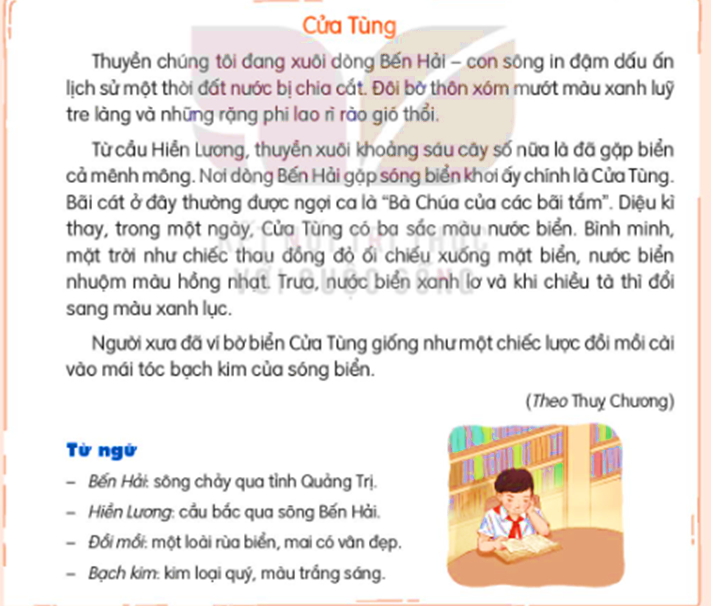 Cửa Tùng
Thuyền chúng tôi đang xuôi dòng Bến Hải – con sông in đậm dấu ấn
lịch sử một thời đất nước bị chia cắt. Đôi bờ thôn xóm mướt màu xanh luỹ
tre làng và những rặng phi lao rì rào gió thổi.
Từ cầu Hiền Lương, thuyền xuôi khoảng sáu cây số nữa là đã gặp biển
cả mênh mông. Nơi dòng Bến Hải gặp sóng biển khơi ấy chính là Cửa Tùng.
Bãi cát ở đây thường được ngợi ca là “Bà Chúa của các bãi tắm”. Diệu kì
thay, trong một ngày, Cửa Tùng có ba sắc màu nước biển. Bình minh,
mặt trời như chiếc thau đồng đỏ ối chiếu xuống mặt biển, nước biển
nhuộm màu hồng nhạt. Trưa, nước biển xanh lơ và khi chiều tà thì đổi
sang màu xanh lục.
Người xưa đã ví bờ biển Cửa Tùng giống như một chiếc lược đồi mồi cài
vào mái tóc bạch kim của sóng biển.
(Theo Thuỵ Chương)
Từ ngữ
– Bến Hải: sông chảy qua tỉnh Quảng Trị.
– Hiền Lương: cầu bắc qua sông Bến Hải.
– Đồi mồi: một loài rùa biển, mai có vân đẹp.
– Bạch kim: kim loại quý, màu trắng sáng.
KẾT NỐI TRI THỨC
VỚI CUỘC SỐNG